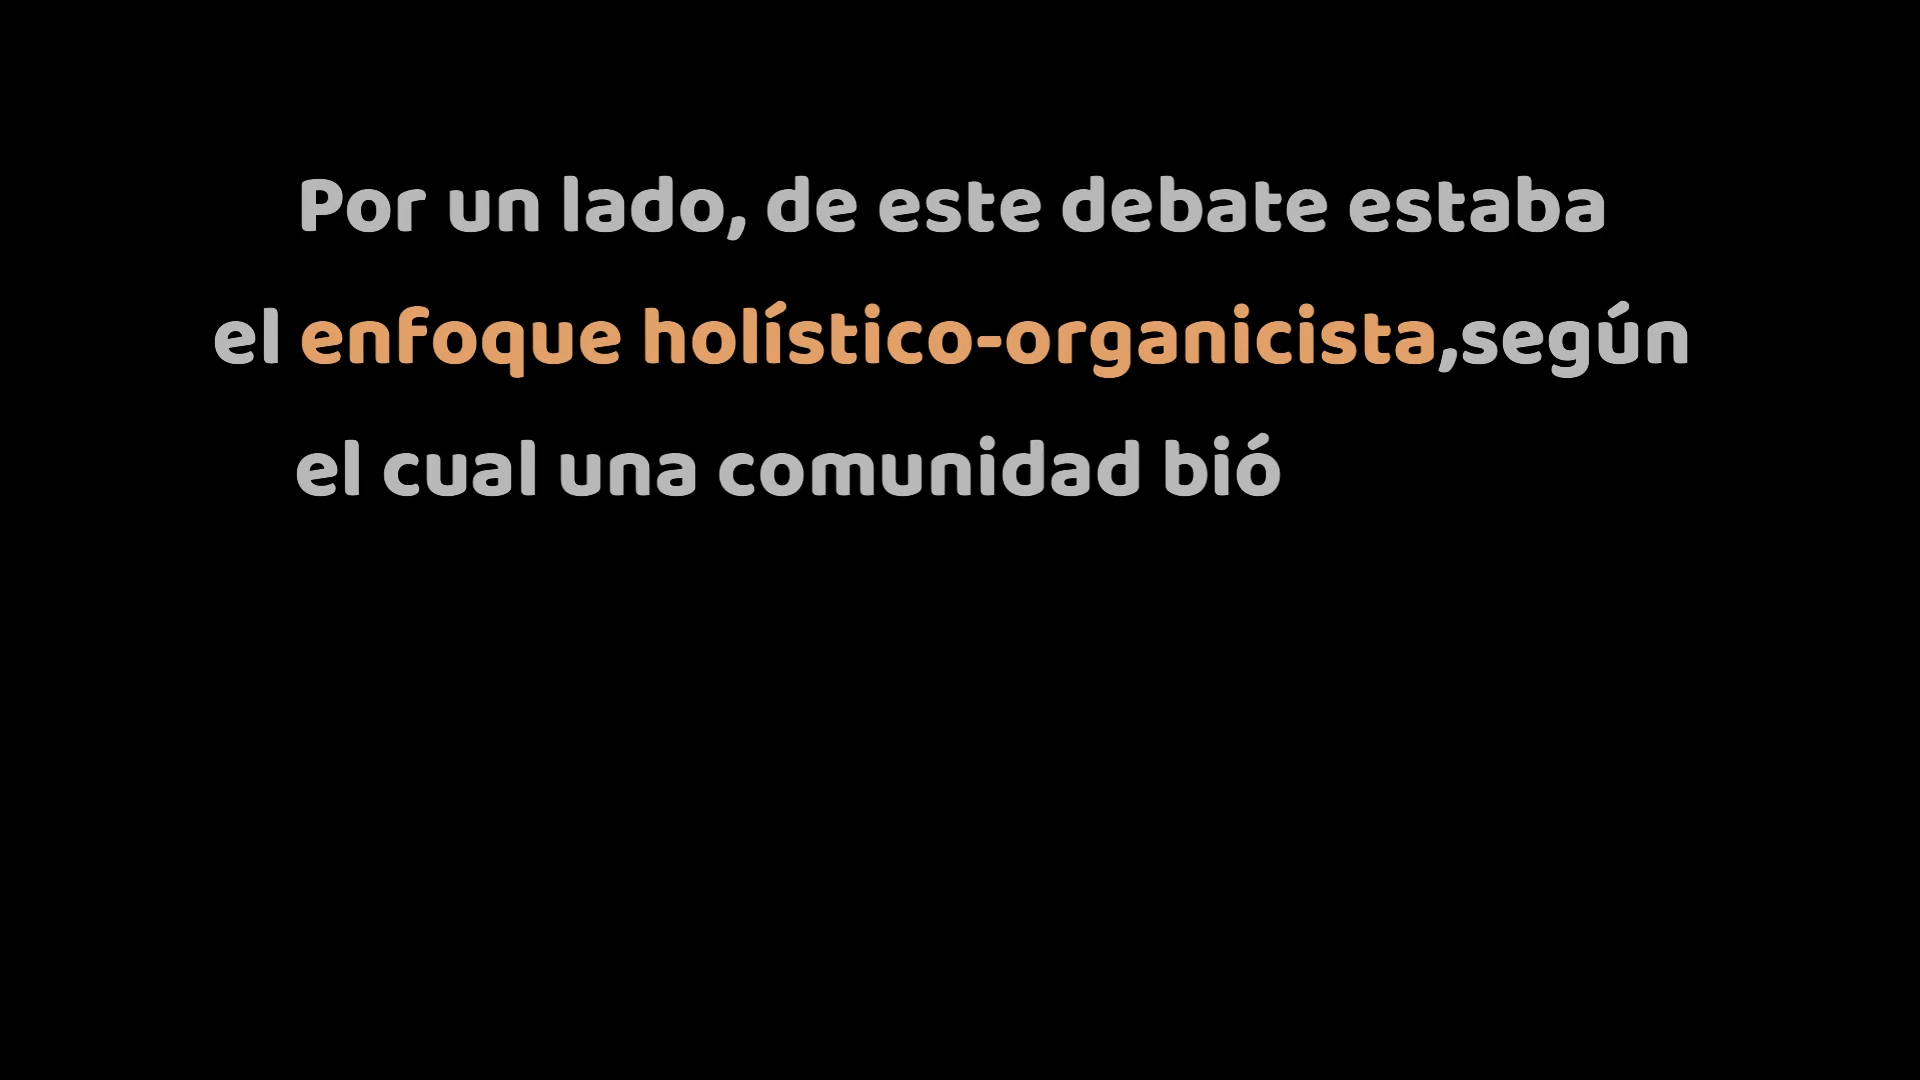 Por un lado, de este debate estaba
el enfoque holístico-organicista,según
el cual una comunidad bió